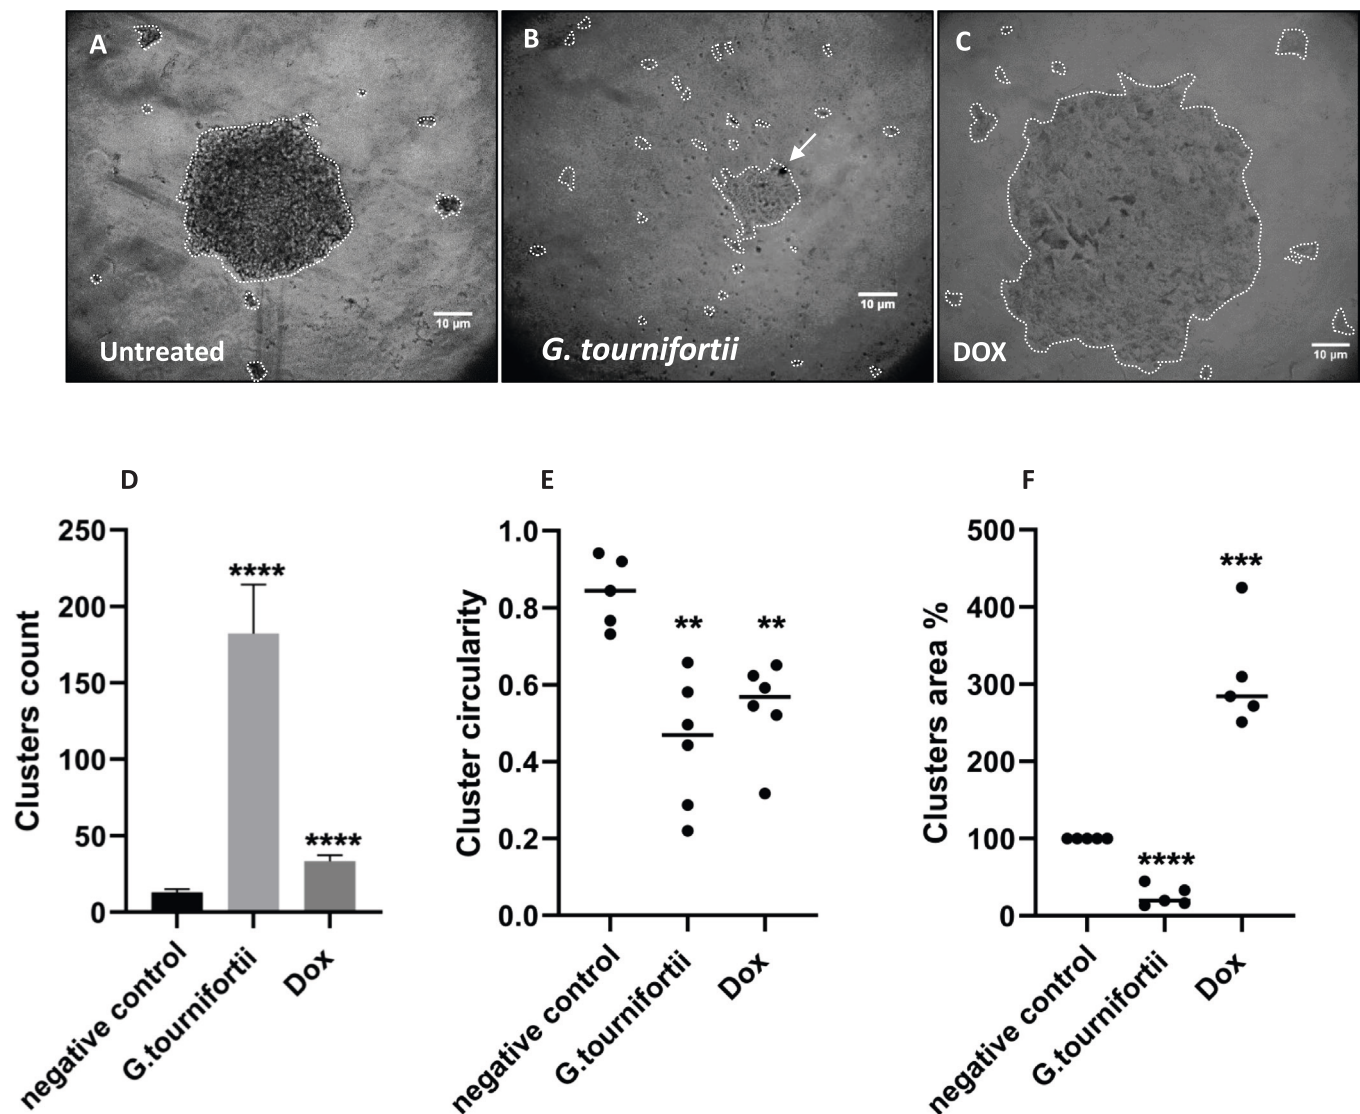 A
B
C
10 µm
10 µm
10 µm
Untreated
G. tournifortii
DOX
D
E
F
Clusters count
250
200
150
100
50
0
****
****
negative control
G.tournifortii
Dox
Cluster circularity
1.0
0.8
0.6
0.4
0.2
0.0
**
**
negative control
G.tournifortii
Dox
Clusters area %
500
400
300
200
100
0
****
***
negative control
G.tournifortii
Dox